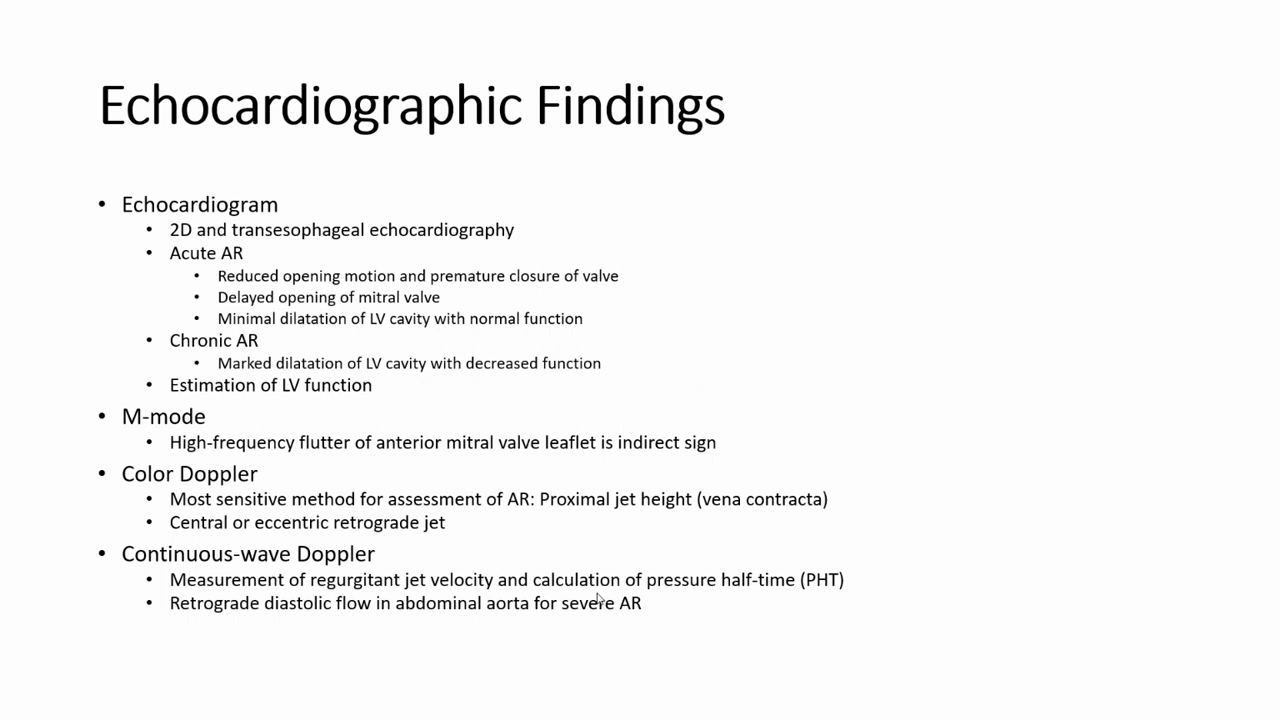 Echocardiographic Findings
• Echocardiogram
• 2D and transesophageal echocardiography
• Acute AR
• Reduced opening motion and premature closure of valve
• Delayed opening of mitral valve
• Minimal dilatation of LV cavity with normal function
• Chronic AR
• Marked dilatation of LV cavity with decreased function
• Estimation of LV function
• M-mode
• High-frequency flutter of anterior mitral valve leaflet is indirect sign
• Color Doppler
• Most sensitive method for assessment of AR: Proximal jet height (vena contracta)
• Central or eccentric retrograde jet
• Continuous-wave Doppler
• Measurement of regurgitant jet velocity and calculation of pressure half-time (PHT)
• Retrograde diastolic flow in abdominal aorta for severe AR